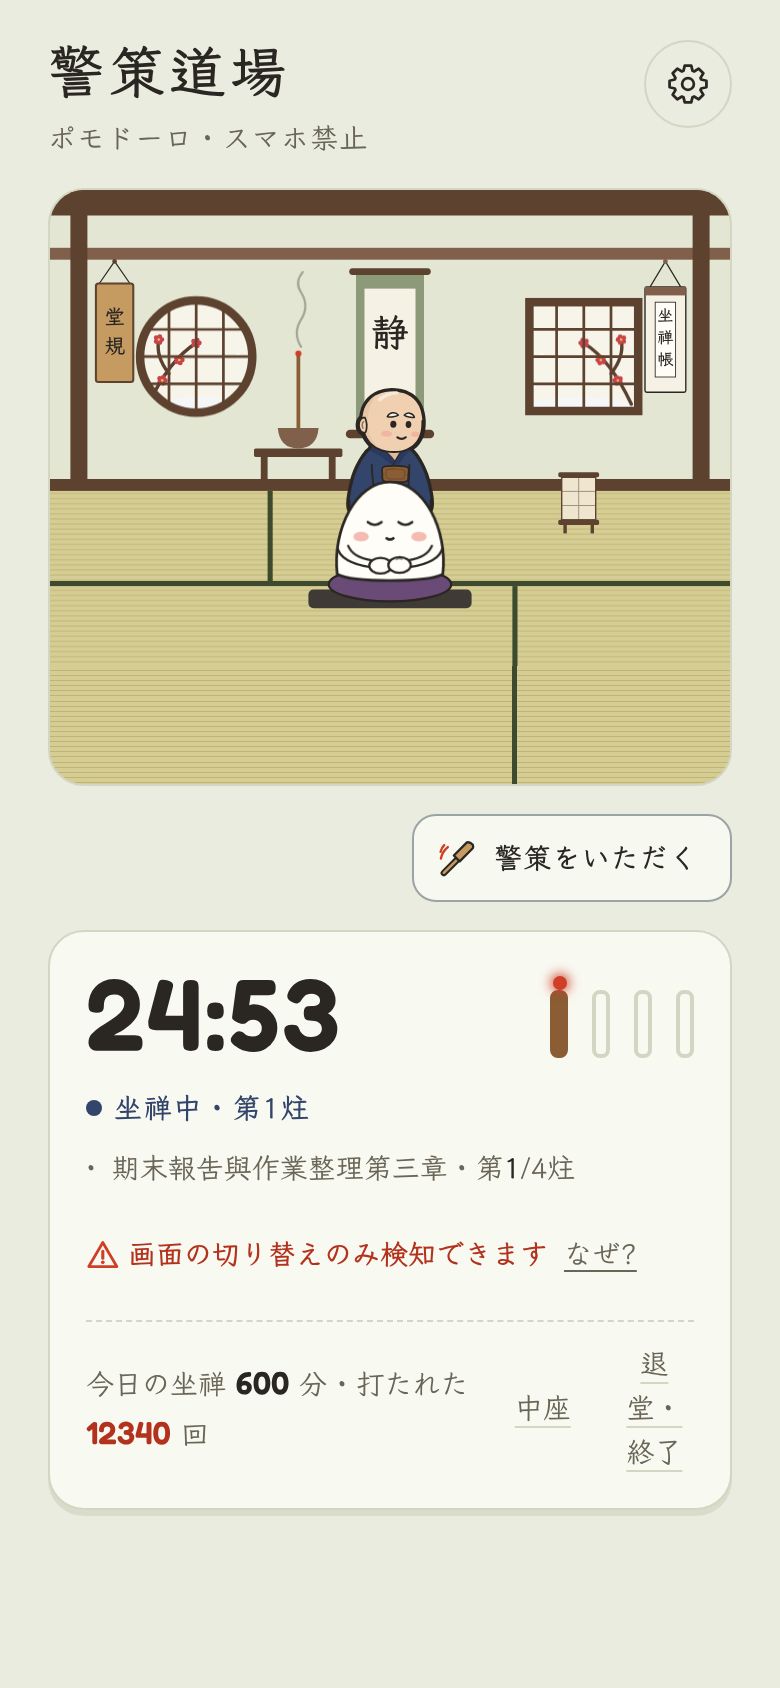 警策道場
ポモドーロ・スマホ禁止
堂規
静
坐禅帳
警策をいただく
24:53
坐禅中・第1炷
・ 期末報告與作業整理第三章・第1/4炷
画面の切り替えのみ検知できます なぜ?
今日の坐禅 600 分・打たれた
12340 回
中座
退
堂・
終了